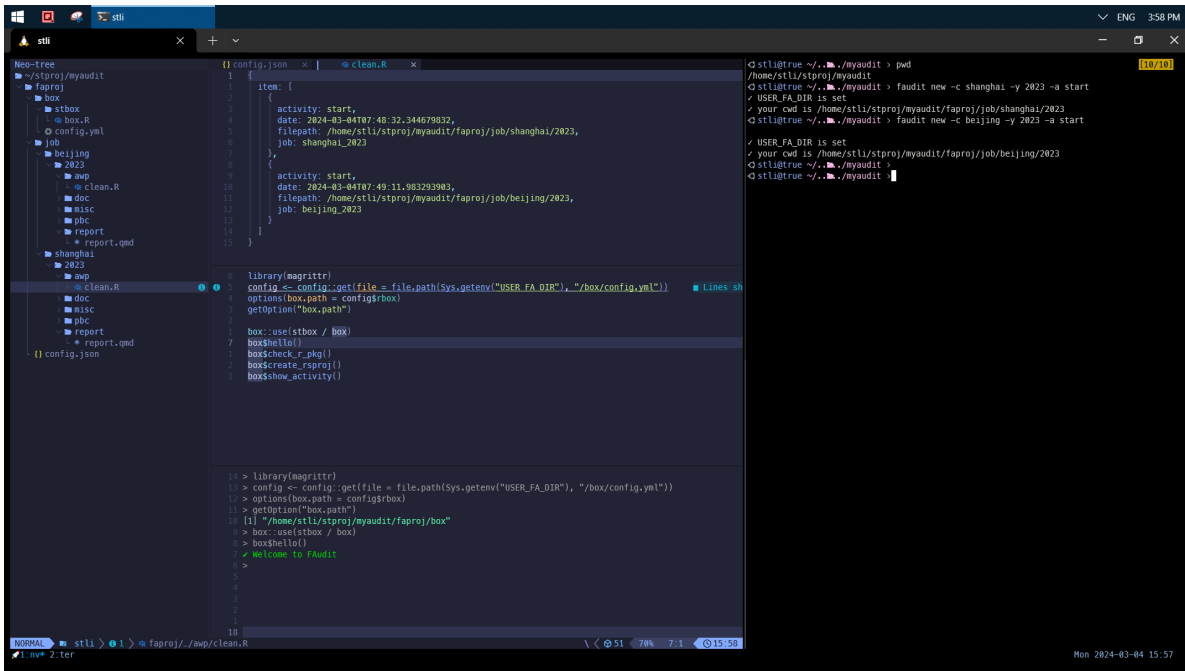 stli
ENG 3:58 PM
stli
Neo-tree
~/stproj/myaudit
faproj
box
stbox
box.R
config.yml
job
beijing
2023
awp
clean.R
doc
misc
pbc
report
report.qmd
shanghai
2023
awp
clean.R
doc
misc
pbc
report
report.qmd
{} config.json
{} config.json × | clean.R ×
1 {
1 item: [
2 {
3 activity: start,
4 date: 2024-03-04T07:48:32.344679832,
5 filepath: /home/stli/stproj/myaudit/faproj/job/shanghai/2023,
6 job: shanghai_2023
7 },
8 {
9 activity: start,
10 date: 2024-03-04T07:49:11.983293903,
11 filepath: /home/stli/stproj/myaudit/faproj/job/beijing/2023,
12 job: beijing_2023
13 }
14 ]
15 }
6 library(magrittr)
5 config <- config::get(file = file.path(Sys.getenv("USER_FA_DIR"), "/box/config.yml")) ■ Lines sh
4 options(box.path = config$rbox)
3 getOption("box.path")
1 box::use(stbox / box)
7 box$hello()
1 box$check_r_pkg()
2 box$create_rsproj()
3 box$show_activity()
14 > library(magrittr)
13 > config <- config::get(file = file.path(Sys.getenv("USER_FA_DIR"), "/box/config.yml"))
12 > options(box.path = config$rbox)
11 > getOption("box.path")
10 [1] "/home/stli/stproj/myaudit/faproj/box"
9 > box::use(stbox / box)
8 > box$hello()
7 ✔ Welcome to FAudit
6 >
5
4
3
2
1
18
NORMAL stli 1 faproj/…/awp/clean.R \ 51 70% 7:1 15:58
stli@true ~/..../myaudit > pwd [10/10]
/home/stli/stproj/myaudit
stli@true ~/..../myaudit > faudit new -c shanghai -y 2023 -a start
✓ USER_FA_DIR is set
✓ your cwd is /home/stli/stproj/myaudit/faproj/job/shanghai/2023
stli@true ~/..../myaudit > faudit new -c beijing -y 2023 -a start
✓ USER_FA_DIR is set
✓ your cwd is /home/stli/stproj/myaudit/faproj/job/beijing/2023
stli@true ~/..../myaudit >
stli@true ~/..../myaudit >
1:nv* 2:ter Mon 2024-03-04 15:57